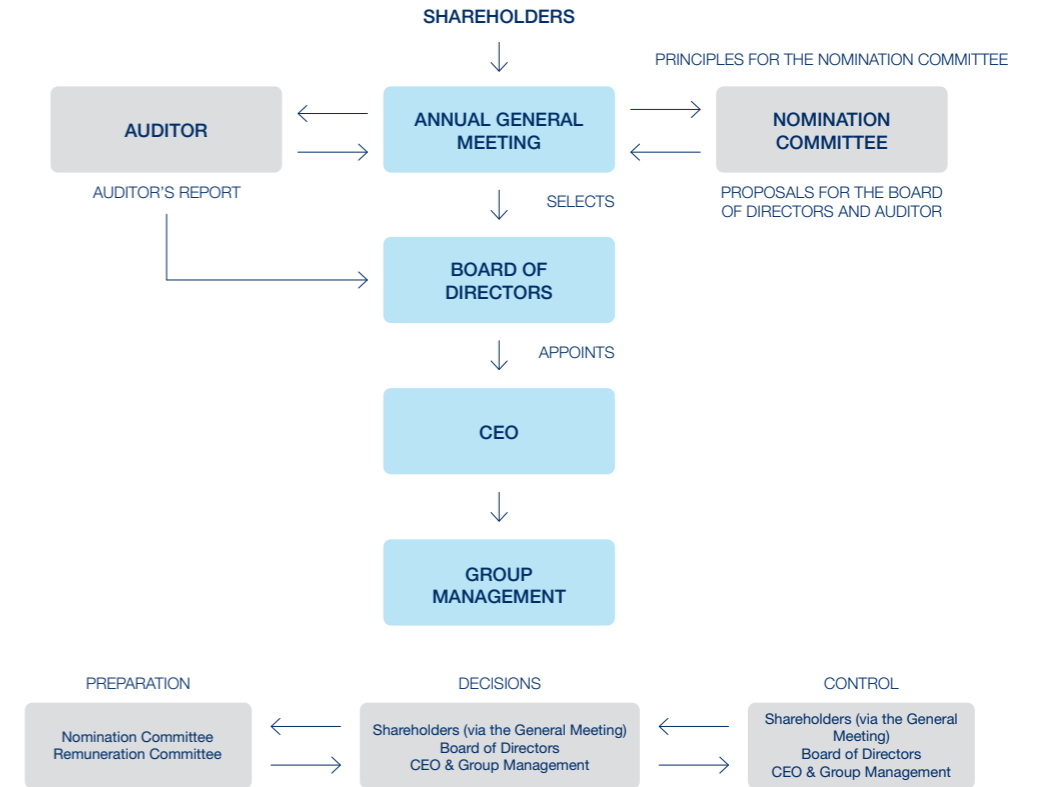 SHAREHOLDERS
PRINCIPLES FOR THE NOMINATION COMMITTEE
AUDITOR
ANNUAL GENERAL
MEETING
NOMINATION
COMMITTEE
AUDITOR’S REPORT
SELECTS
PROPOSALS FOR THE BOARD
OF DIRECTORS AND AUDITOR
BOARD OF
DIRECTORS
APPOINTS
CEO
GROUP
MANAGEMENT
PREPARATION
Nomination Committee
Remuneration Committee
DECISIONS
Shareholders (via the General Meeting)
Board of Directors
CEO & Group Management
CONTROL
Shareholders (via the General
Meeting)
Board of Directors
CEO & Group Management